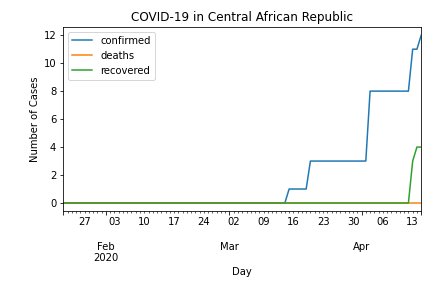 COVID-19 in Central African Republic
confirmed
deaths
recovered
Number of Cases
12
10
8
6
4
2
0
27 03 10 17 24 02 09 16 23 30 06 13
Feb Mar Apr
2020
Day